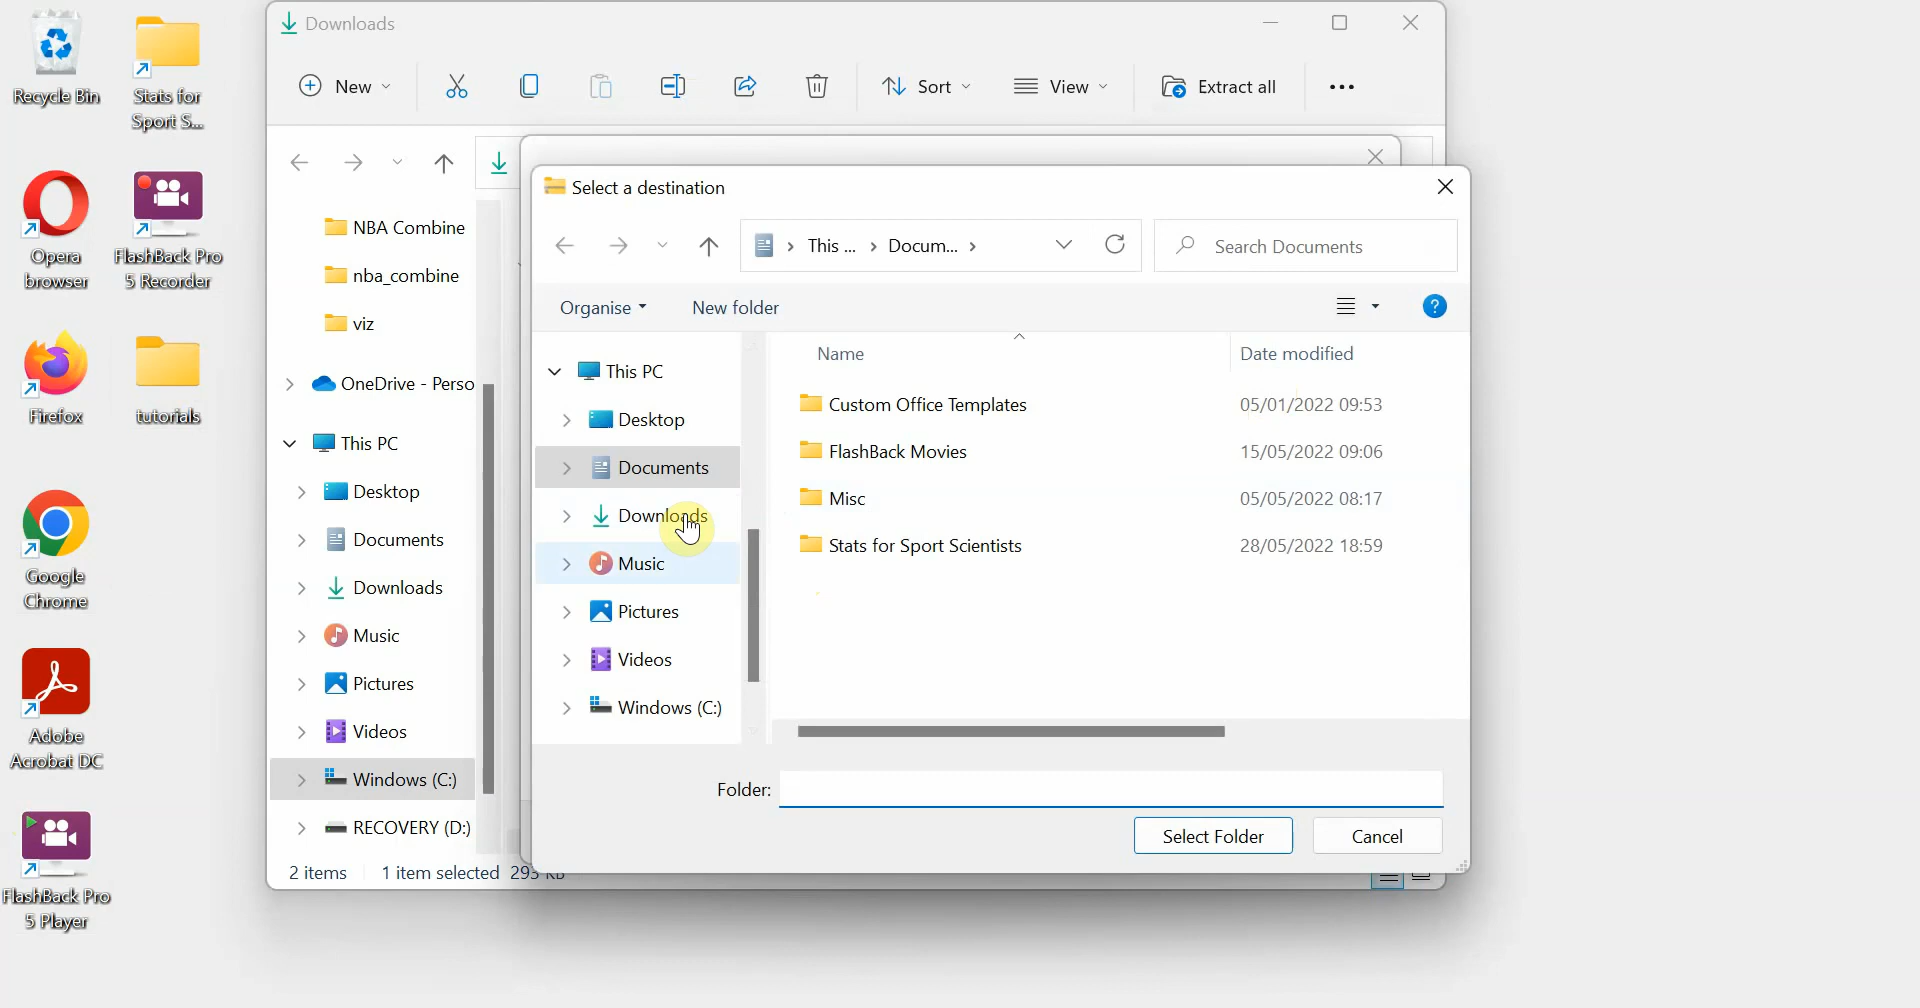 Recycle Bin
Stats for
Sport S...
Opera
browser
FlashBack Pro
5 Recorder
Firefox
tutorials
Google
Chrome
Adobe
Acrobat DC
FlashBack Pro
5 Player
Downloads
New
Sort
View
Extract all
NBA Combine
nba_combine
viz
OneDrive - Perso
This PC
Desktop
Documents
Downloads
Music
Pictures
Videos
Windows (C:)
RECOVERY (D:)
2 items 1 item selected 293 KB
Select a destination
This ... Docum...
Search Documents
Organise New folder
This PC
Desktop
Documents
Downloads
Music
Pictures
Videos
Windows (C:)
Name Date modified
Custom Office Templates 05/01/2022 09:53
FlashBack Movies 15/05/2022 09:06
Misc 05/05/2022 08:17
Stats for Sport Scientists 28/05/2022 18:59
Folder:
Select Folder Cancel